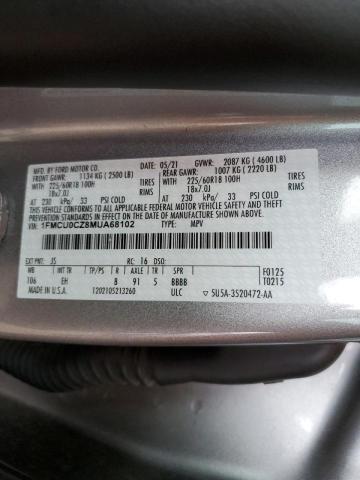 MFD. BY FORD MOTOR CO. 05/21 GVWR: 2087 KG (4600 LB)
FRONT GAWR: 1134 KG (2500 LB) REAR GAWR: 1007 KG (2220 LB)
WITH 225/60R18 100H TIRES WITH 225/60R18 100H TIRES
18x7.0J RIMS 18x7.0J RIMS
AT 230 kPa/ 33 PSI COLD AT 230 kPa/ 33 PSI COLD
THIS VEHICLE CONFORMS TO ALL APPLICABLE FEDERAL MOTOR VEHICLE SAFETY, BUMPER, AND THEFT PREVENTION STANDARDS IN EFFECT ON THE DATE OF MANUFACTURE SHOWN ABOVE.
VIN: 1FMCU0CZ8MUA68102 TYPE: MPV
EXT PNT: JS RC: 16 DSO:
WB INT TR TP/PS R AXLE TR SPR F0125
106 EH B 91 5 BBBB T0215
MADE IN U.S.A. 1202105213260 ULC 5U5A-3520472-AA